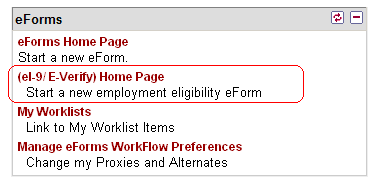 eForms
eForms Home Page
Start a new eForm.
(eI-9/ E-Verify) Home Page
Start a new employment eligibility eForm
My Worklists
Link to My Worklist Items
Manage eForms WorkFlow Preferences
Change my Proxies and Alternates